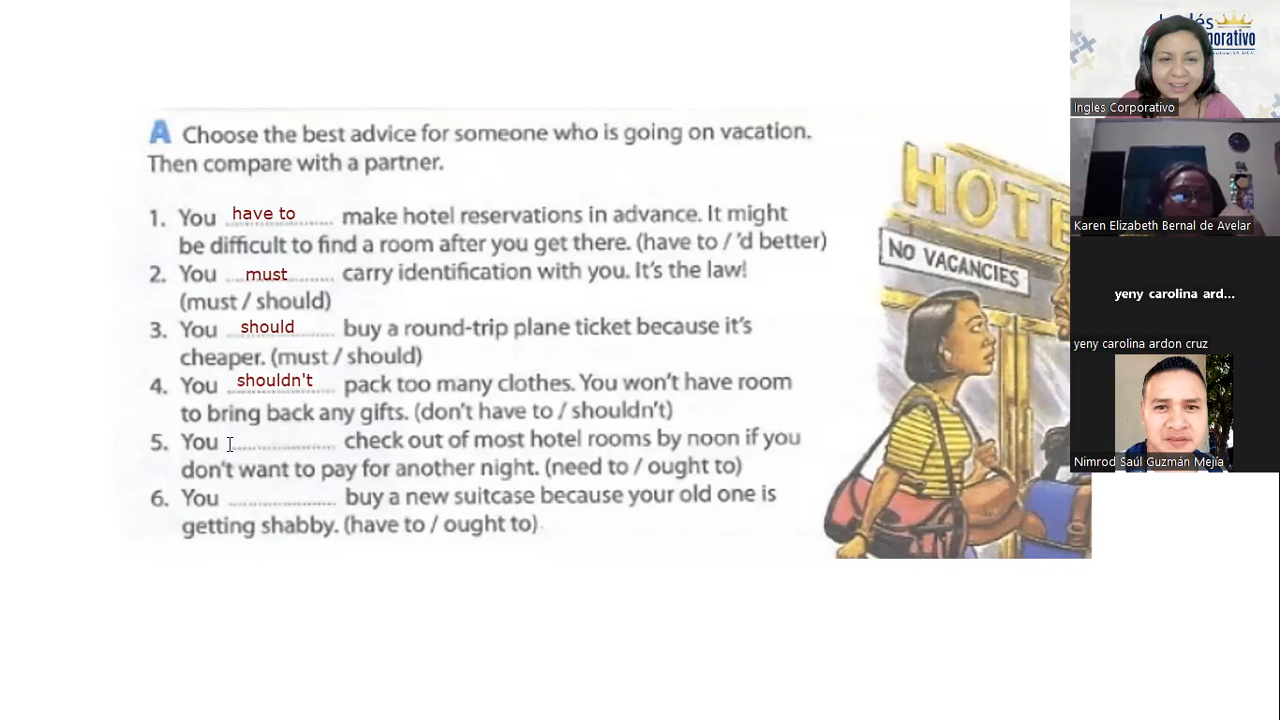 A Choose the best advice for someone who is going on vacation.
Then compare with a partner.
1. You have to make hotel reservations in advance. It might
be difficult to find a room after you get there. (have to / 'd better)
2. You must carry identification with you. It's the law!
(must / should)
3. You should buy a round-trip plane ticket because it's
cheaper. (must / should)
4. You shouldn't pack too many clothes. You won't have room
to bring back any gifts. (don't have to / shouldn't)
5. You check out of most hotel rooms by noon if you
don't want to pay for another night. (need to / ought to)
6. You buy a new suitcase because your old one is
getting shabby. (have to / ought to)
HOTE
NO VACANCIES
Ingles Corporativo
Karen Elizabeth Bernal de Avelar
yeny carolina ard...
yeny carolina ardon cruz
Nimrod Saúl Guzmán Mejía